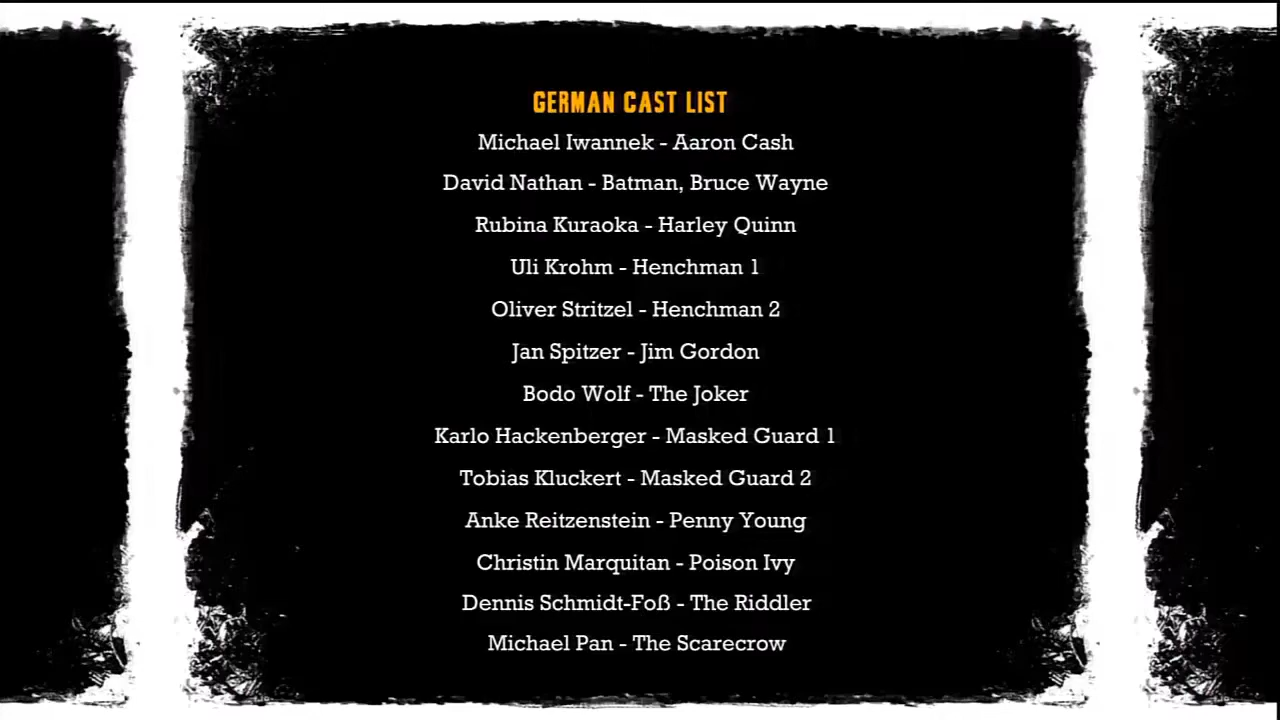 GERMAN CAST LIST
Michael Iwannek - Aaron Cash
David Nathan - Batman, Bruce Wayne
Rubina Kuraoka - Harley Quinn
Uli Krohm - Henchman 1
Oliver Stritzel - Henchman 2
Jan Spitzer - Jim Gordon
Bodo Wolf - The Joker
Karlo Hackenberger - Masked Guard 1
Tobias Kluckert - Masked Guard 2
Anke Reitzenstein - Penny Young
Christin Marquitan - Poison Ivy
Dennis Schmidt-Foß - The Riddler
Michael Pan - The Scarecrow